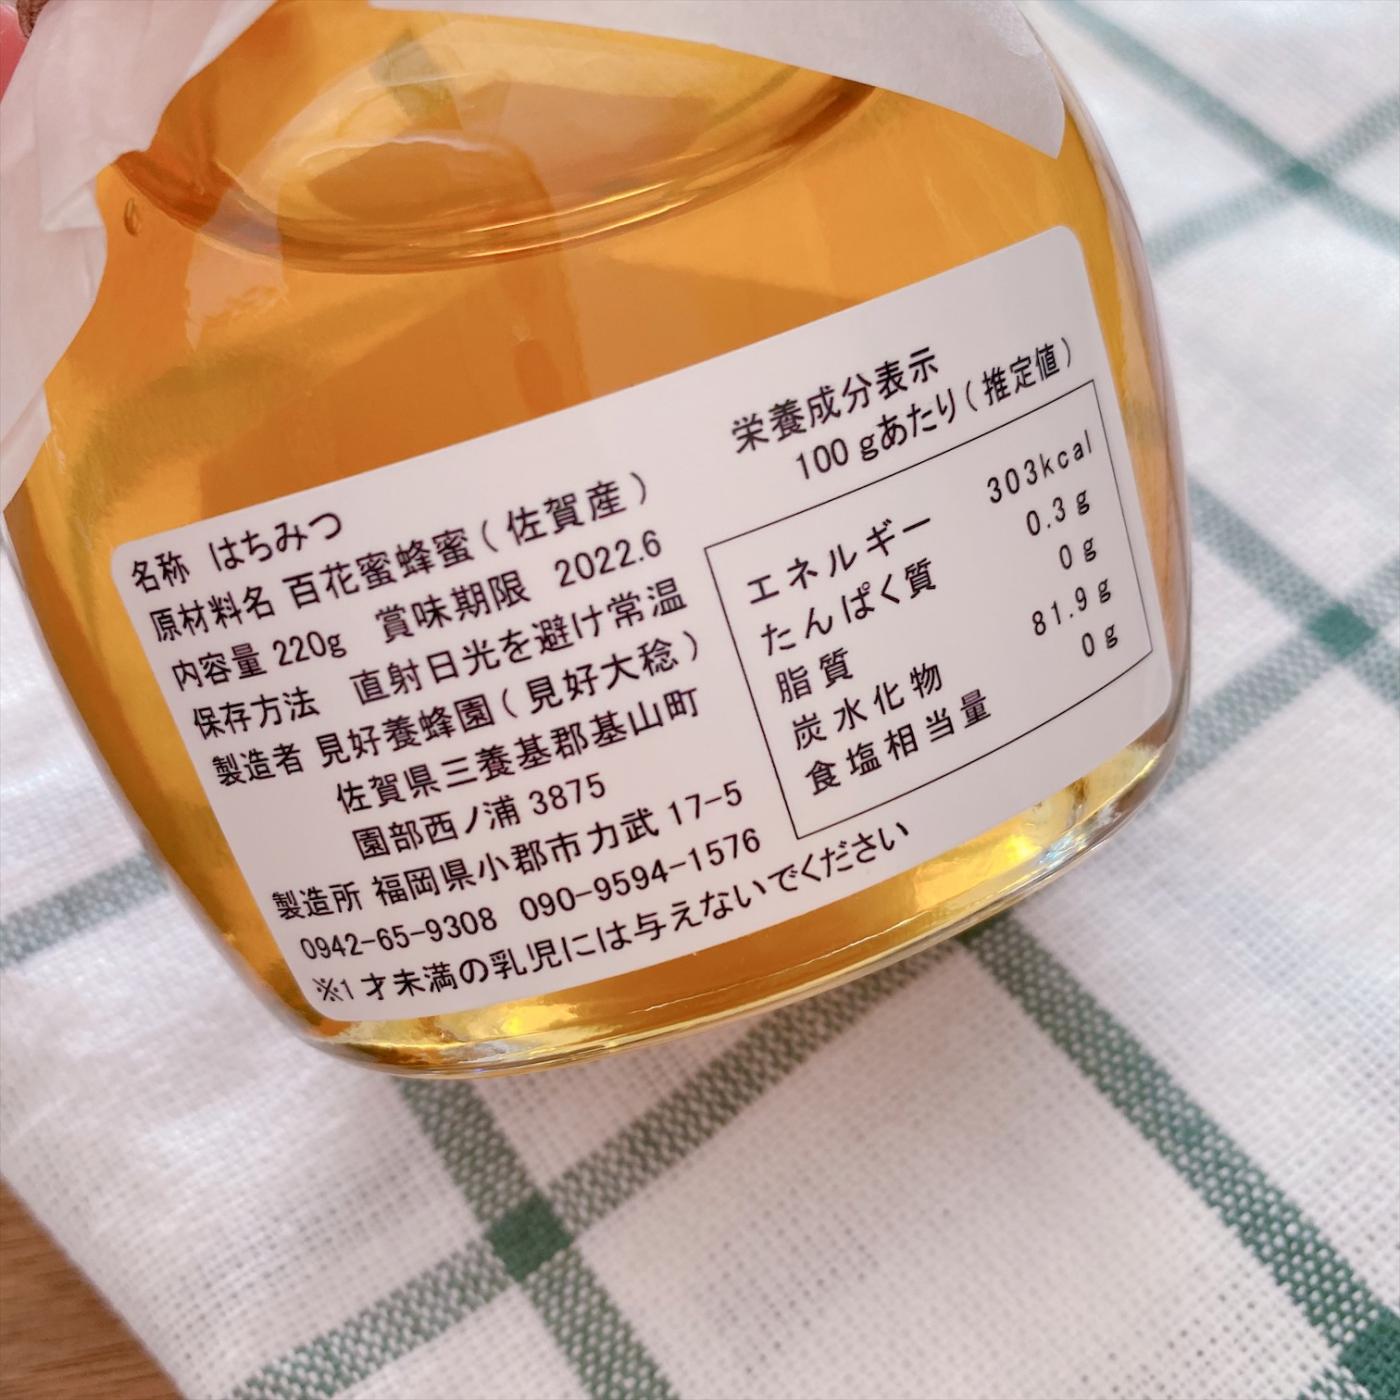 名称 はちみつ
原材料名 百花蜜蜂蜜(佐賀産)
内容量 220g 賞味期限 2022.6
保存方法 直射日光を避け常温
製造者 見好養蜂園(見好大稔)
佐賀県三養基郡基山町
園部西ノ浦 3875
製造所 福岡県小郡市力武 17-5
0942-65-9308 090-9594-1576
※1才未満の乳児には与えないでください
栄養成分表示
100gあたり(推定値)
エネルギー 303kcal
たんぱく質 0.3g
脂質 0g
炭水化物 81.9g
食塩相当量 0g